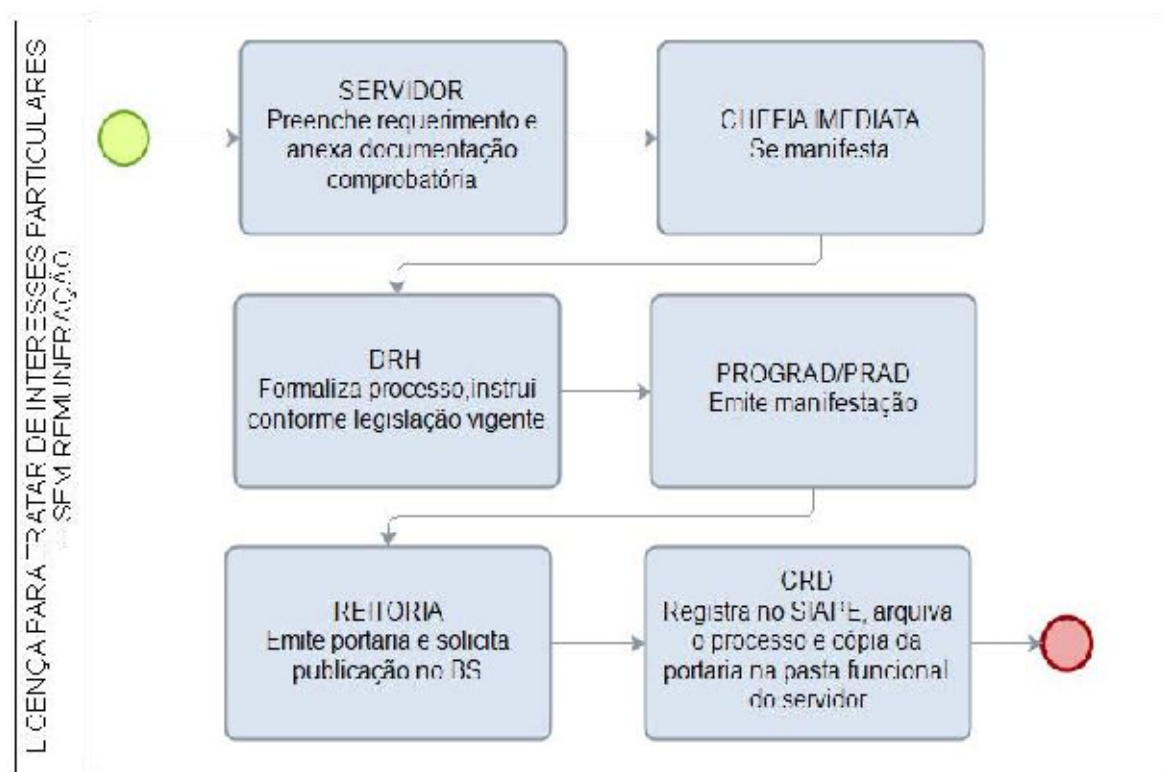 LICENÇA PARA TRATAR DE INTERESSES PARTICULARES
SEM REMUNERAÇÃO
SERVIDOR
Preenche requerimento e
anexa documentação
comprobatória
CHEFIA IMEDIATA
Se manifesta
DRH
Formaliza processo,instrui
conforme legislação vigente
PROGRAD/PRAD
Emite manifestação
REITORIA
Emite portaria e solicita
publicação no BS
CRD
Registra no SIAPE, arquiva
o processo e cópia da
portaria na pasta funcional
do servidor